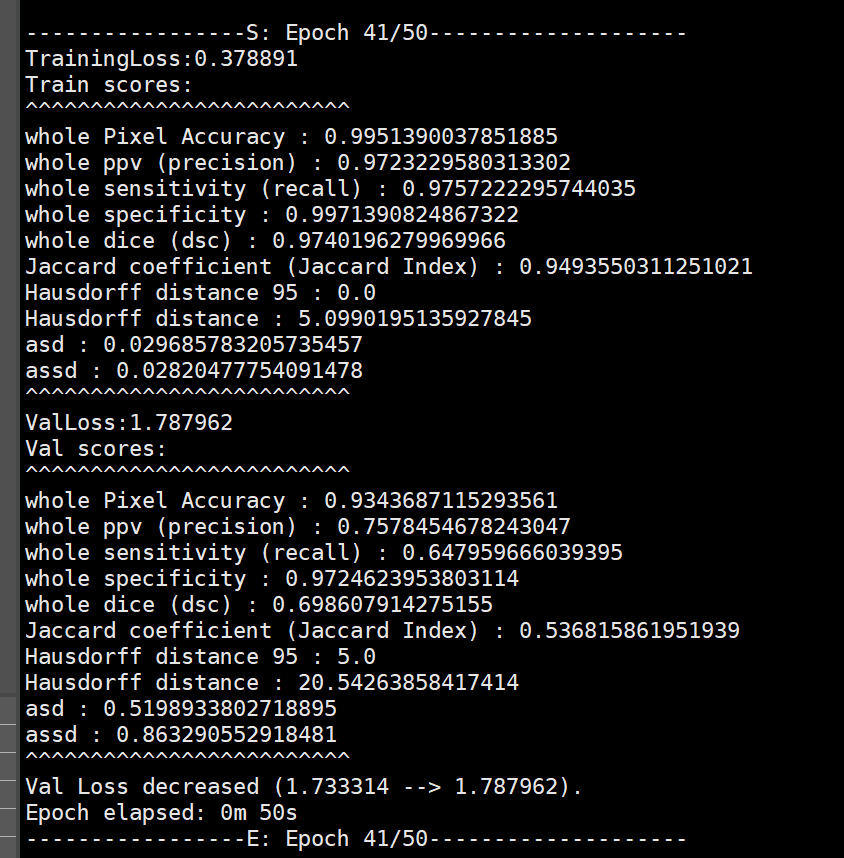 -----------------S: Epoch 41/50--------------------
TrainingLoss:0.378891
Train scores:
^^^^^^^^^^^^^^^^^^^^^^^^^
whole Pixel Accuracy : 0.9951390037851885
whole ppv (precision) : 0.9723229580313302
whole sensitivity (recall) : 0.9757222295744035
whole specificity : 0.9971390824867322
whole dice (dsc) : 0.9740196279969966
Jaccard coefficient (Jaccard Index) : 0.9493550311251021
Hausdorff distance 95 : 0.0
Hausdorff distance : 5.0990195135927845
asd : 0.029685783205735457
assd : 0.02820477754091478
^^^^^^^^^^^^^^^^^^^^^^^^^
ValLoss:1.787962
Val scores:
^^^^^^^^^^^^^^^^^^^^^^^^^
whole Pixel Accuracy : 0.9343687115293561
whole ppv (precision) : 0.7578454678243047
whole sensitivity (recall) : 0.647959666039395
whole specificity : 0.9724623953803114
whole dice (dsc) : 0.698607914275155
Jaccard coefficient (Jaccard Index) : 0.536815861951939
Hausdorff distance 95 : 5.0
Hausdorff distance : 20.54263858417414
asd : 0.5198933802718895
assd : 0.863290552918481
^^^^^^^^^^^^^^^^^^^^^^^^^
Val Loss decreased (1.733314 --> 1.787962).
Epoch elapsed: 0m 50s
-----------------E: Epoch 41/50--------------------